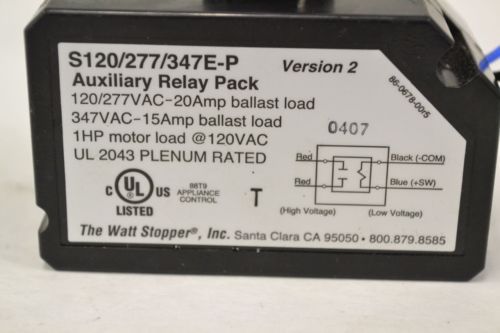 S120/277/347E-P Version 2
Auxiliary Relay Pack
120/277VAC-20Amp ballast load
347VAC-15Amp ballast load
1HP motor load @120VAC
UL 2043 PLENUM RATED
86-0678-00r5
0407
Red Black (-COM)
Red Blue (+SW)
(High Voltage) (Low Voltage)
C UL US
LISTED
88T9
APPLIANCE
CONTROL
T
The Watt Stopper®, Inc. Santa Clara CA 95050 • 800.879.8585